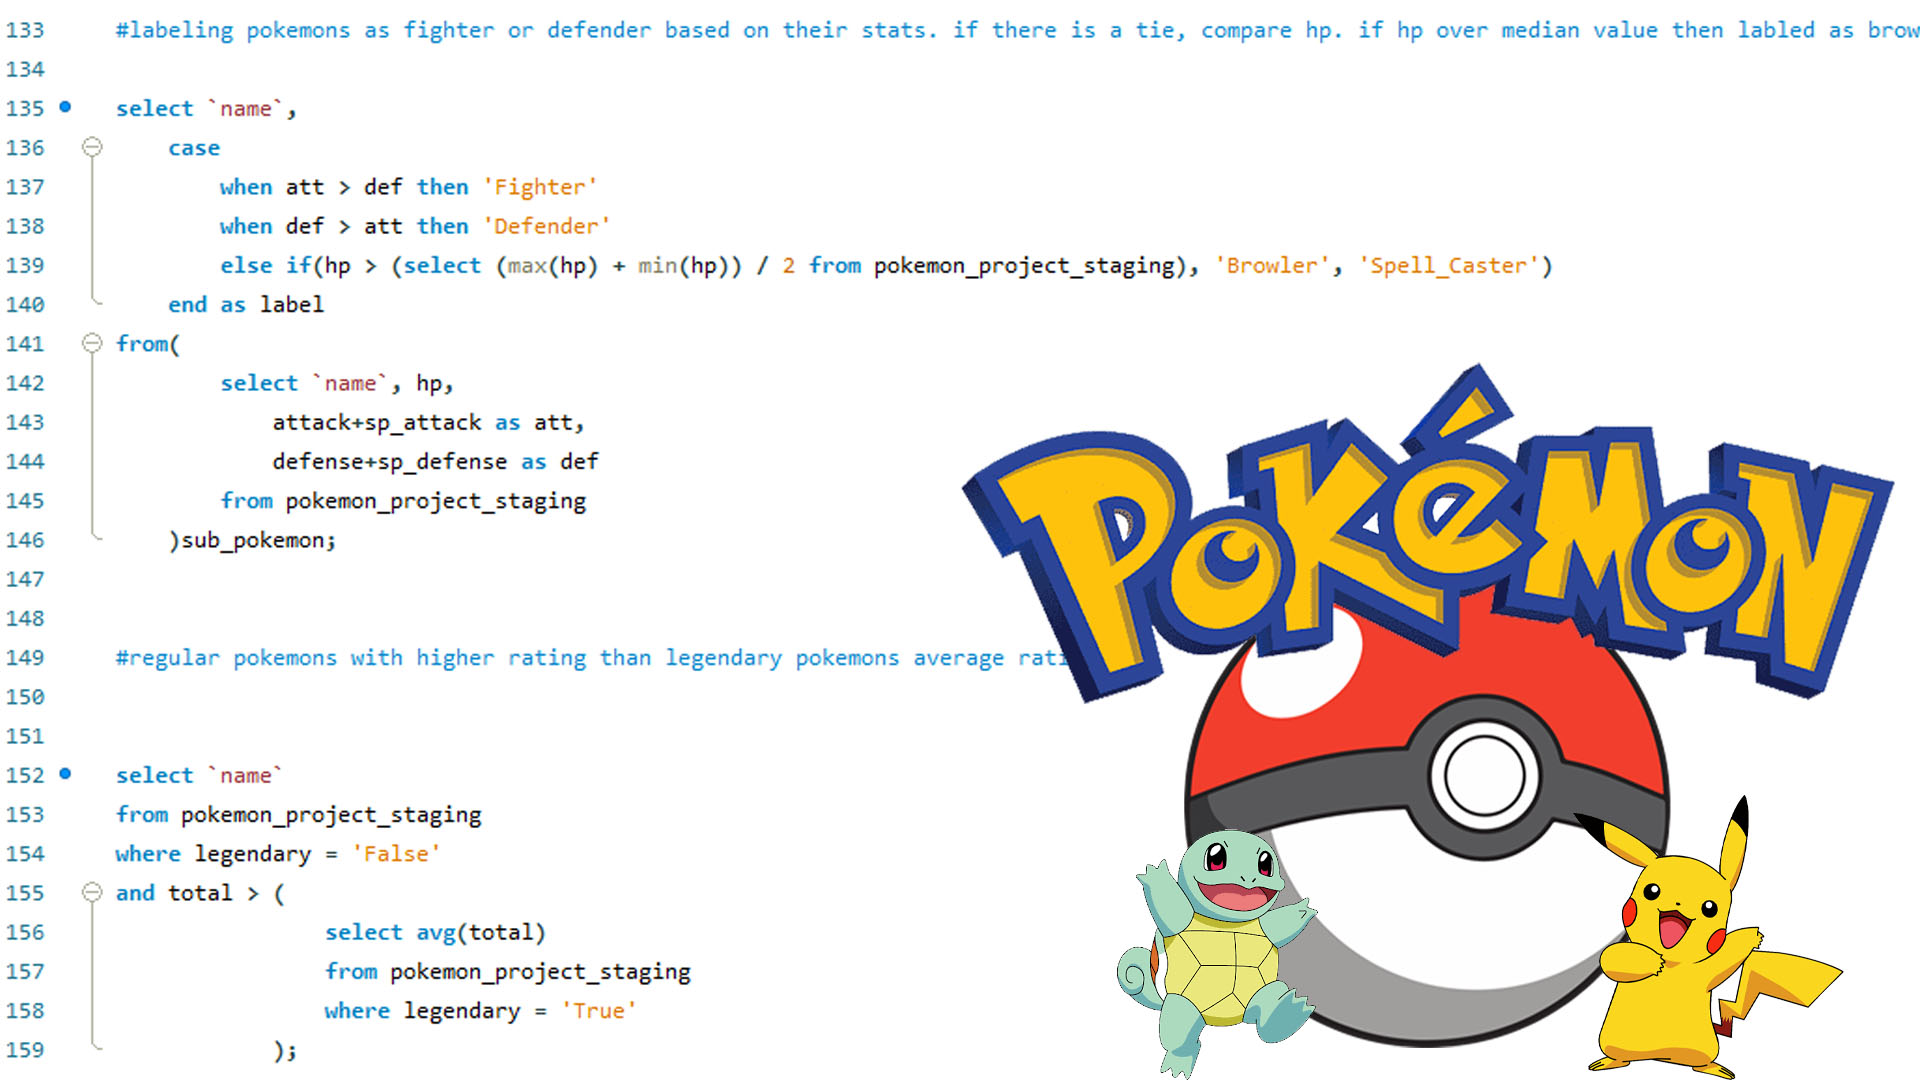 133 #labeling pokemons as fighter or defender based on their stats. if there is a tie, compare hp. if hp over median value then labled as brow
134
135 select `name`,
136 case
137 when att > def then 'Fighter'
138 when def > att then 'Defender'
139 else if(hp > (select (max(hp) + min(hp)) / 2 from pokemon_project_staging), 'Browler', 'Spell_Caster')
140 end as label
141 from(
142 select `name`, hp,
143 attack+sp_attack as att,
144 defense+sp_defense as def
145 from pokemon_project_staging
146 )sub_pokemon;
147
148
149 #regular pokemons with higher rating than legendary pokemons average rati
150
151
152 select `name`
153 from pokemon_project_staging
154 where legendary = 'False'
155 and total > (
156 select avg(total)
157 from pokemon_project_staging
158 where legendary = 'True'
159 );
POKéMON